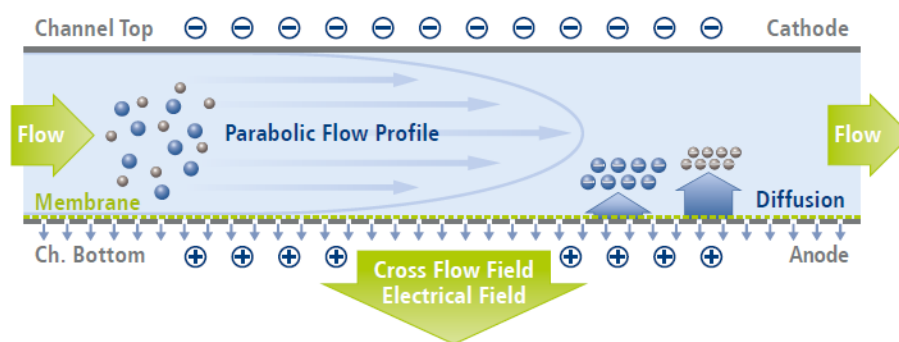 Channel Top
Cathode
Flow
Parabolic Flow Profile
Flow
Membrane
Diffusion
Ch. Bottom
Anode
Cross Flow Field
Electrical Field